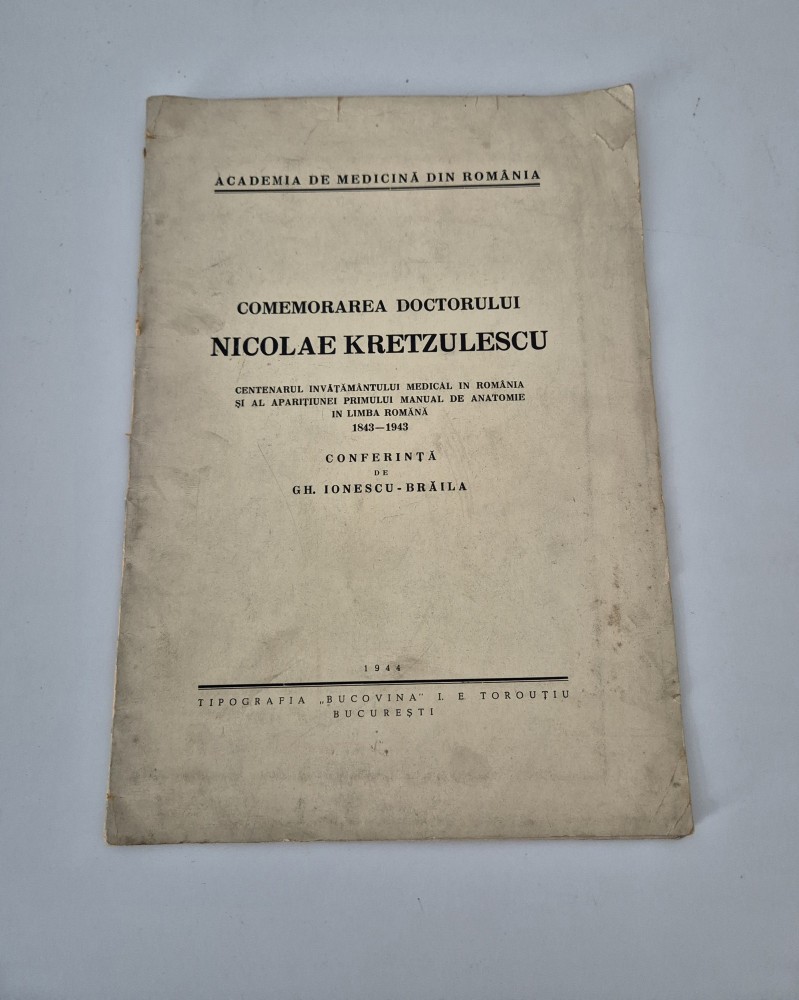 ACADEMIA DE MEDICINĂ DIN ROMÂNIA
COMEMORAREA DOCTORULUI
NICOLAE KRETZULESCU
CENTENARUL INVĂȚĂMÂNTULUI MEDICAL IN ROMÂNIA
ȘI AL APARIȚIUNEI PRIMULUI MANUAL DE ANATOMIE
IN LIMBA ROMÂNĂ
1843—1943
CONFERINȚĂ
DE
GH. IONESCU-BRĂILA
1944
TIPOGRAFIA „BUCOVINA" I. E. TOROUȚIU
BUCUREȘTI